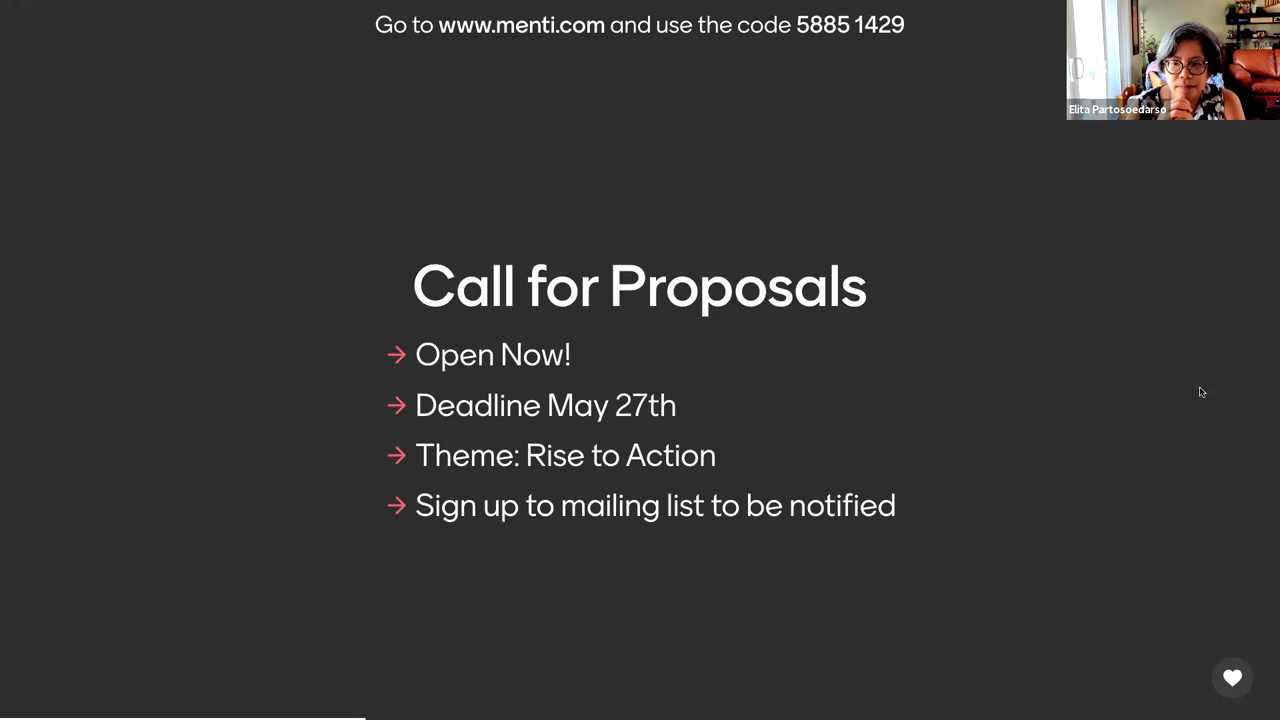 Go to www.menti.com and use the code 5885 1429
Elita Partosoedarso
Call for Proposals
→ Open Now!
→ Deadline May 27th
→ Theme: Rise to Action
→ Sign up to mailing list to be notified